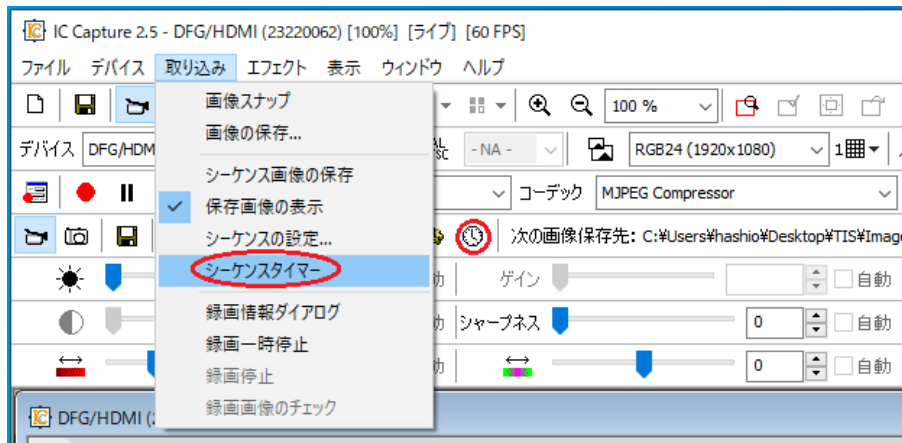 IC Capture 2.5 - DFG/HDMI (23220062) [100%] [ライブ] [60 FPS]
ファイル デバイス 取り込み エフェクト 表示 ウィンドウ ヘルプ
画像スナップ
100 %
画像の保存...
デバイス DFG/HDM
- NA -
RGB24 (1920x1080)
1
シーケンス画像の保存
コーデック MJPEG Compressor
保存画像の表示
シーケンスの設定...
次の画像保存先: C:¥Users¥hashio¥Desktop¥TIS¥Image
シーケンスタイマー
ゲイン
自動
録画情報ダイアログ
シャープネス
0
自動
録画一時停止
録画停止
0
自動
録画画像のチェック
DFG/HDMI (